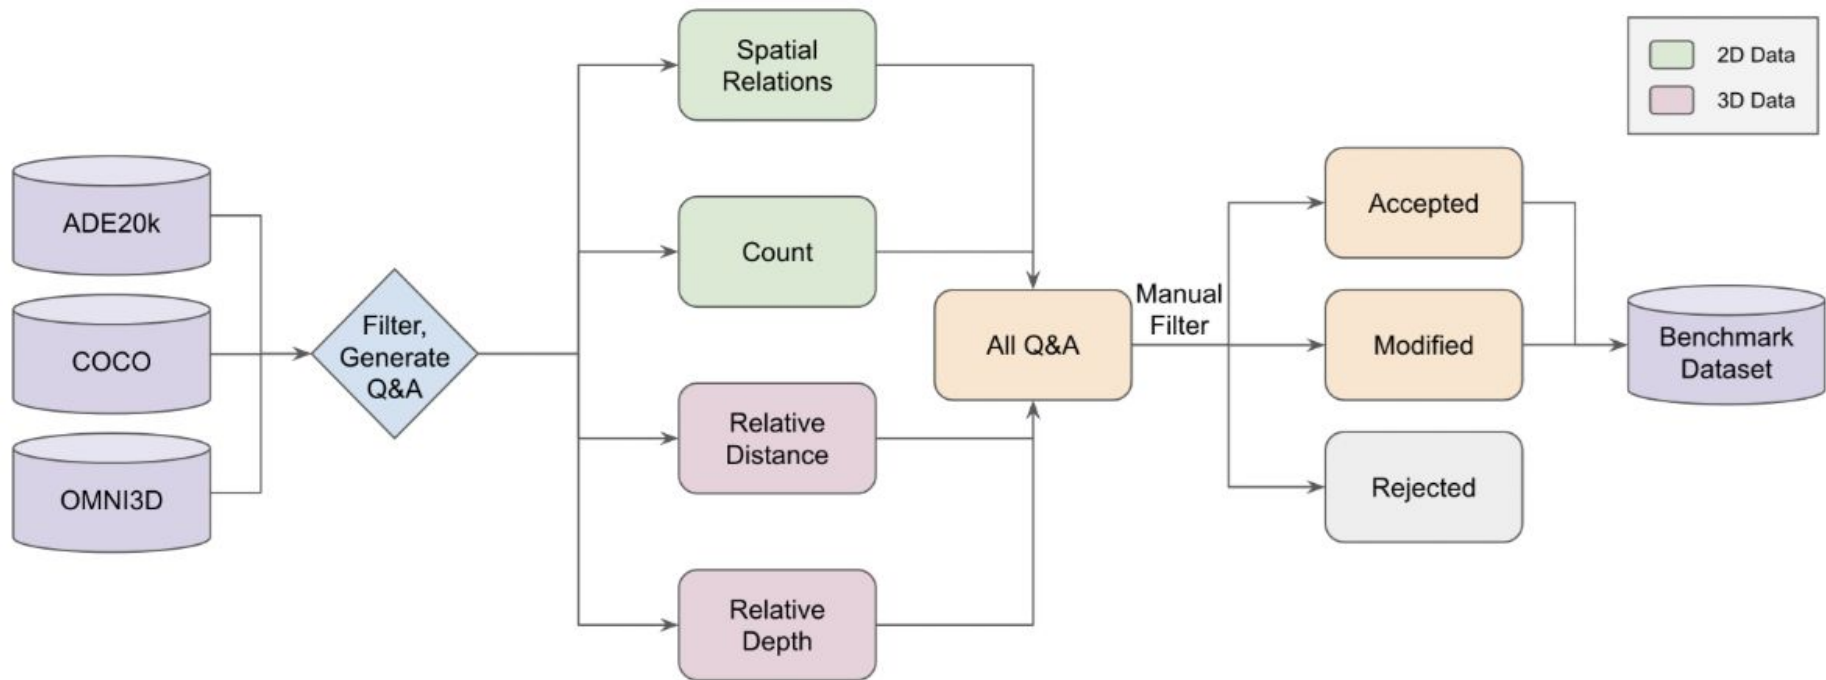 ADE20k
COCO
OMNI3D
Filter,
Generate
Q&A
Spatial
Relations
Count
Relative
Distance
Relative
Depth
All Q&A
Manual
Filter
Accepted
Modified
Rejected
Benchmark
Dataset
2D Data
3D Data